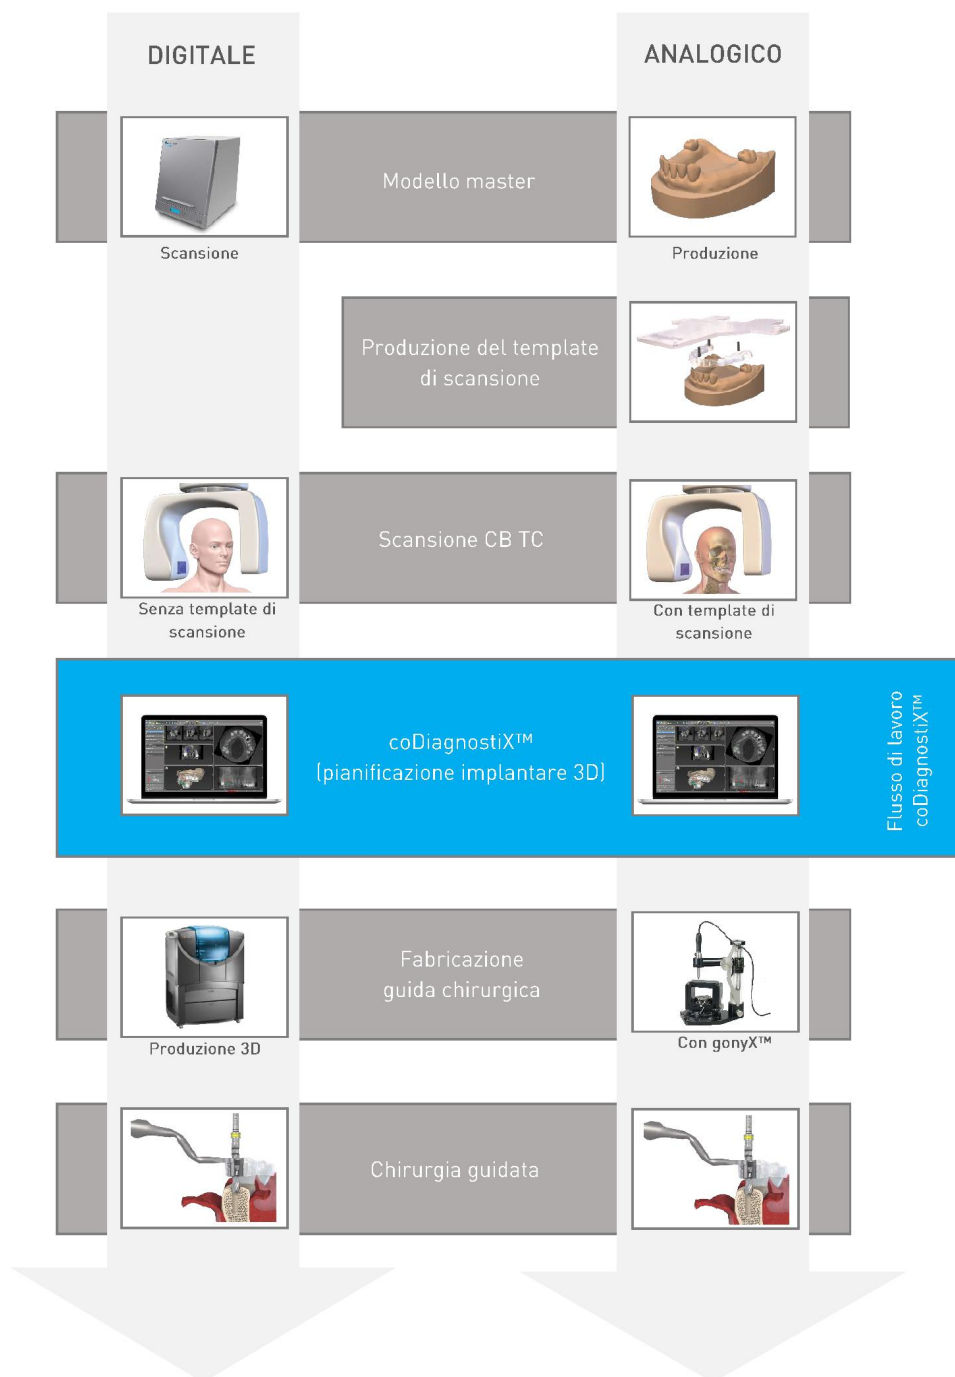 DIGITALE
ANALOGICO
Modello master
Scansione
Produzione
Produzione del template
di scansione
Scansione CB TC
Senza template di
scansione
Con template di
scansione
coDiagnostiX™
(pianificazione implantare 3D)
Flusso di lavoro
coDiagnostiX™
Fabricazione
guida chirurgica
Produzione 3D
Con gonyX™
Chirurgia guidata